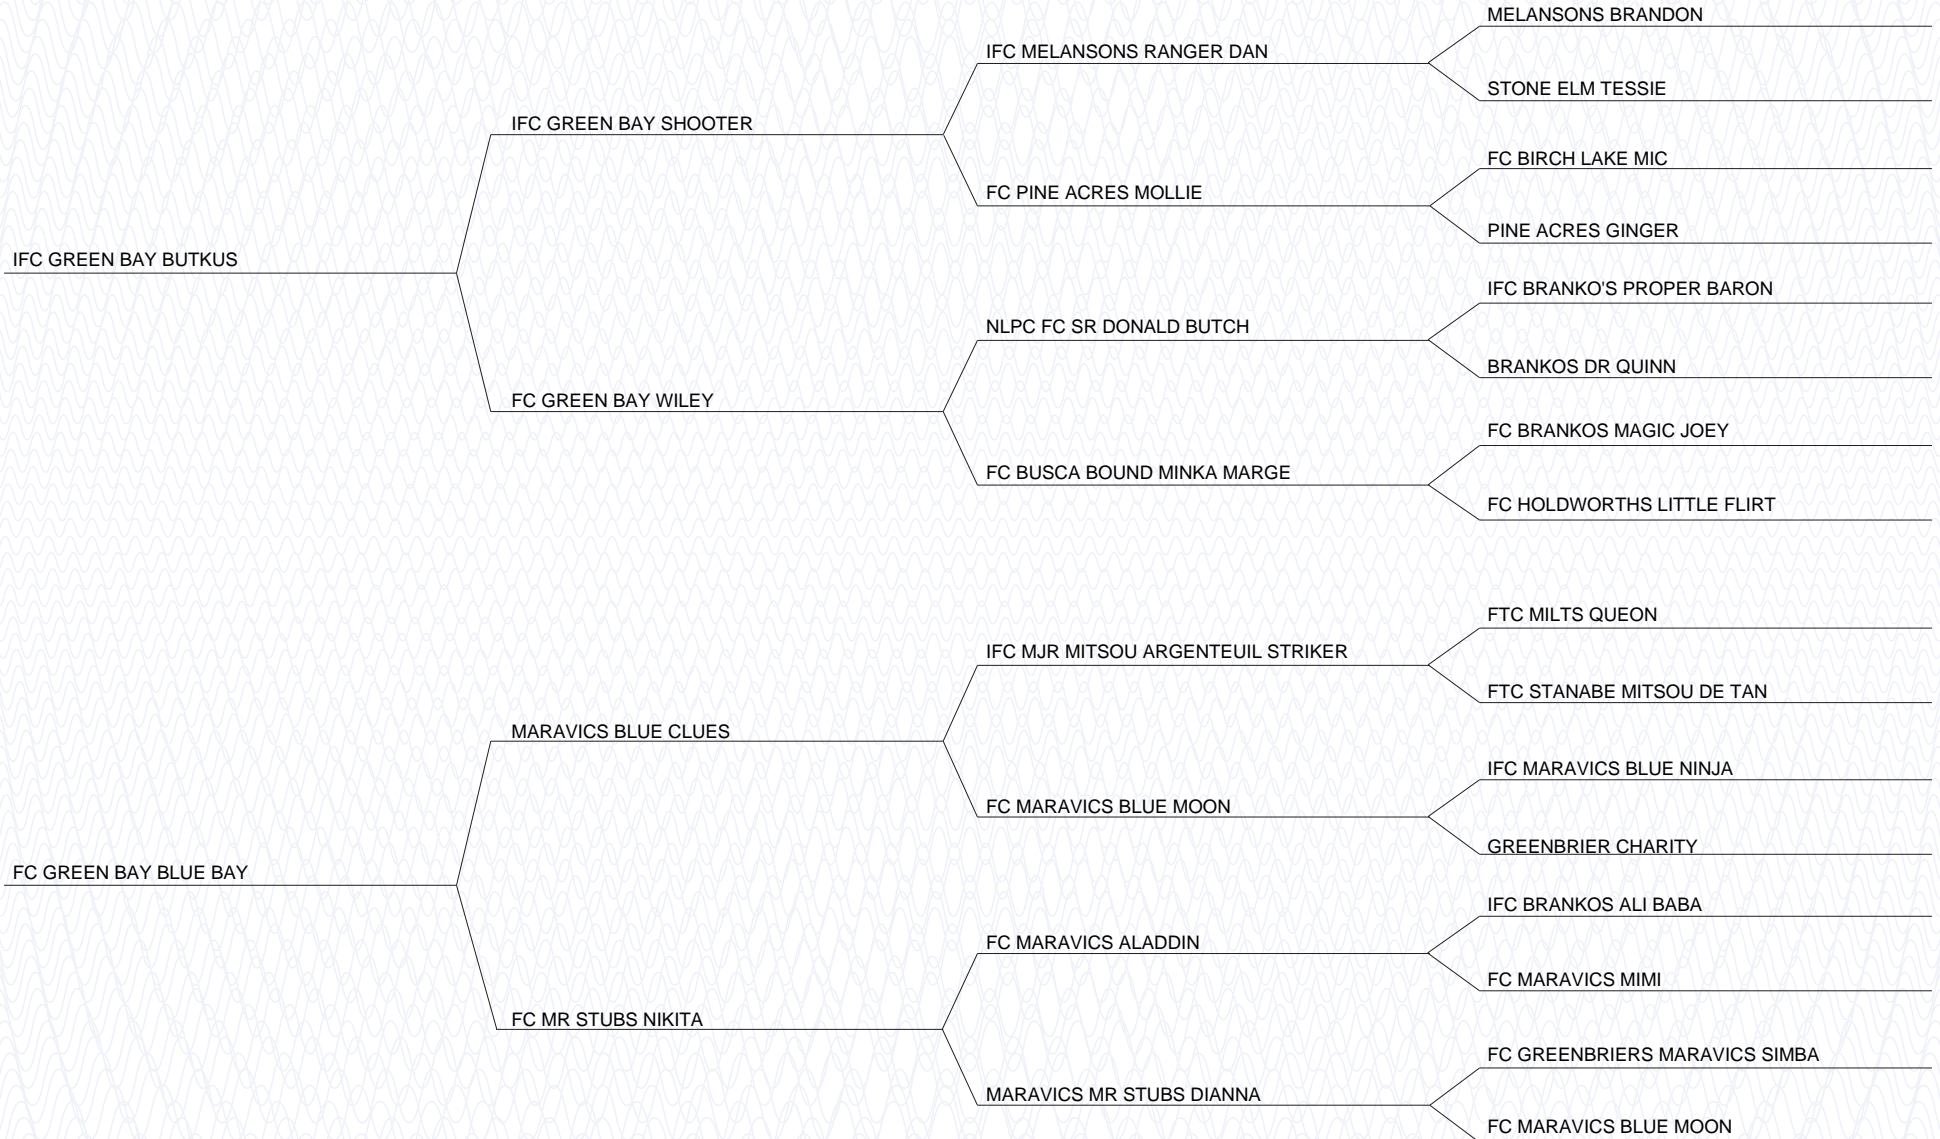 MELANSONS BRANDON
IFC MELANSONS RANGER DAN
STONE ELM TESSIE
IFC GREEN BAY SHOOTER
FC BIRCH LAKE MIC
FC PINE ACRES MOLLIE
PINE ACRES GINGER
IFC GREEN BAY BUTKUS
IFC BRANKO'S PROPER BARON
NLPC FC SR DONALD BUTCH
BRANKOS DR QUINN
FC GREEN BAY WILEY
FC BRANKOS MAGIC JOEY
FC BUSCA BOUND MINKA MARGE
FC HOLDWORTHS LITTLE FLIRT
FTC MILTS QUEON
IFC MJR MITSOU ARGENTEUIL STRIKER
FTC STANABE MITSOU DE TAN
MARAVICS BLUE CLUES
IFC MARAVICS BLUE NINJA
FC MARAVICS BLUE MOON
GREENBRIER CHARITY
FC GREEN BAY BLUE BAY
IFC BRANKOS ALI BABA
FC MARAVICS ALADDIN
FC MARAVICS MIMI
FC MR STUBS NIKITA
FC GREENBRIERS MARAVICS SIMBA
MARAVICS MR STUBS DIANNA
FC MARAVICS BLUE MOON